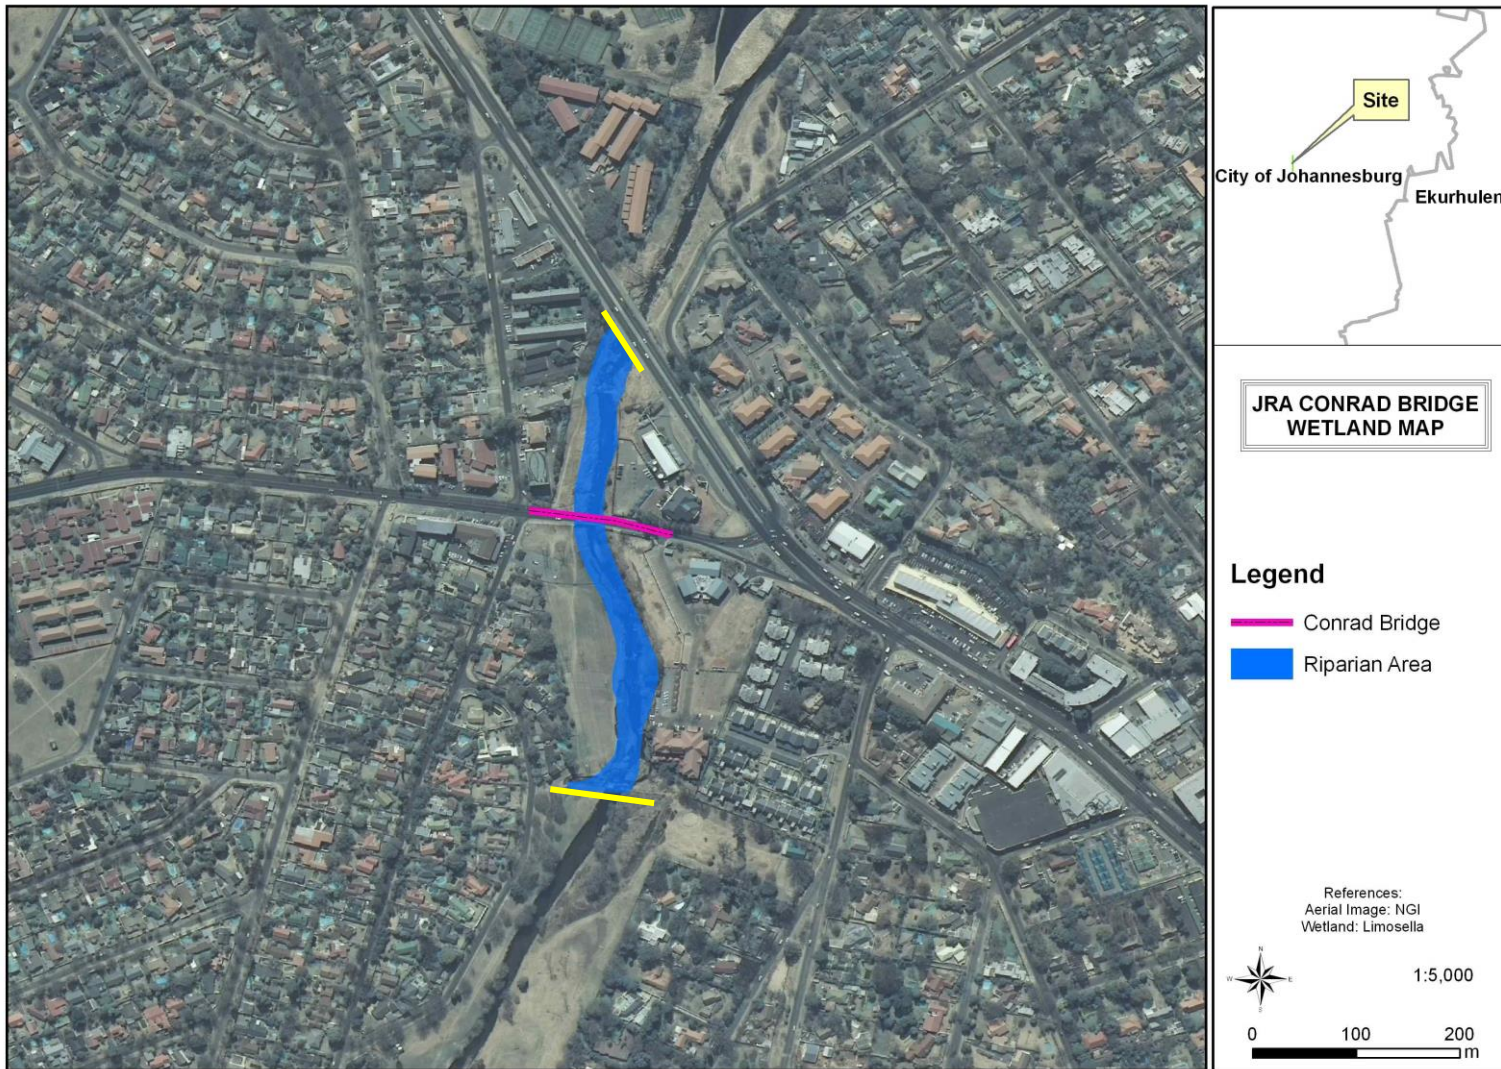 Site
City of Johannesburg
Ekurhulen
JRA CONRAD BRIDGE
WETLAND MAP
Legend
Conrad Bridge
Riparian Area
References:
Aerial Image: NGI
Wetland: Limosella
N
W E
S
1:5,000
0 100 200
m